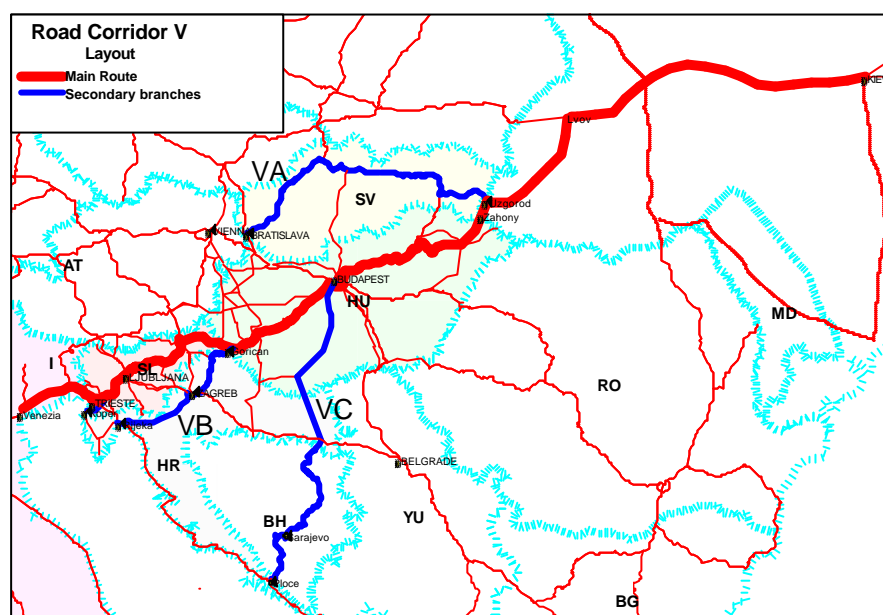 Road Corridor V
Layout
Main Route
Secondary branches
KIEV
Lvov
VA
SV
Uzgorod
Zahony
VIENNA
BRATISLAVA
AT
BUDAPEST
HU
MD
Gorican
I
SL
LJUBLJANA
RO
ZAGREB
TRIESTE
Koper
Venezia
Rijeka
VB
VC
HR
BELGRADE
YU
BH
Sarajevo
Ploce
BG